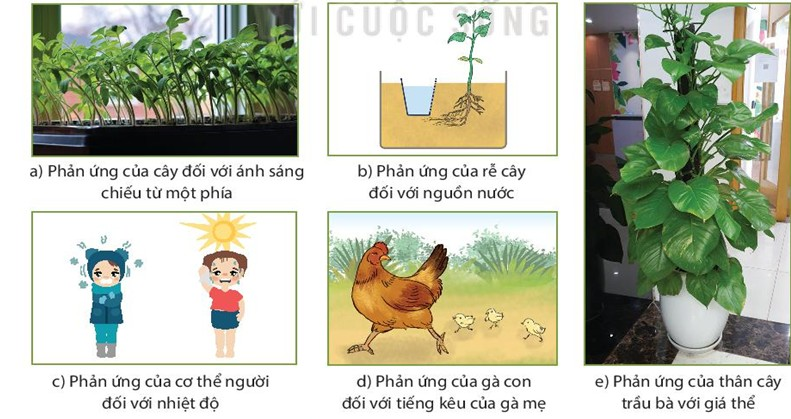 ỐI CUỘC SỐNG
a) Phản ứng của cây đối với ánh sáng
chiếu từ một phía
b) Phản ứng của rễ cây
đối với nguồn nước
c) Phản ứng của cơ thể người
đối với nhiệt độ
d) Phản ứng của gà con
đối với tiếng kêu của gà mẹ
e) Phản ứng của thân cây
trầu bà với giá thể